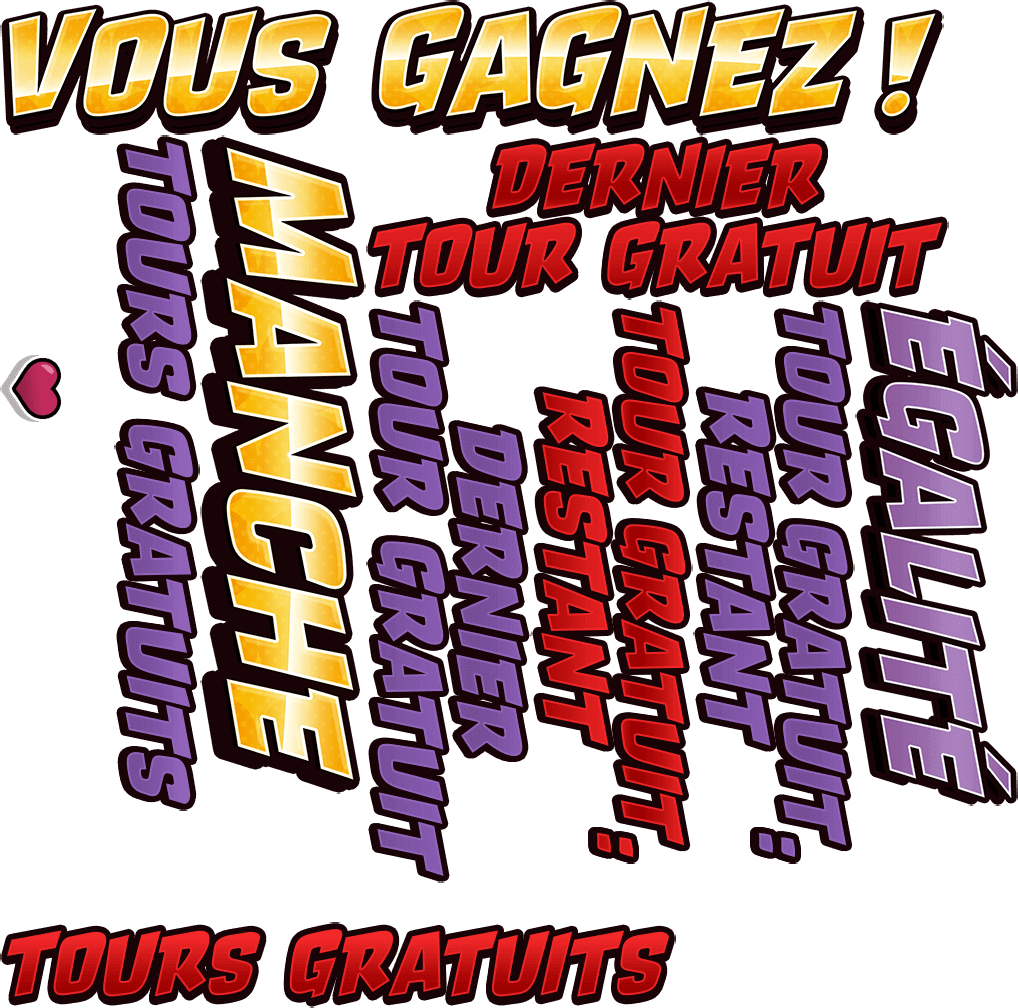 VOUS GAGNEZ !
DERNIER
TOUR GRATUIT
TOURS GRATUITS
MANCHE
DERNIER
TOUR GRATUIT
TOUR GRATUIT
RESTANT :
TOUR GRATUIT
RESTANT :
ÉGALITÉ
TOURS GRATUITS